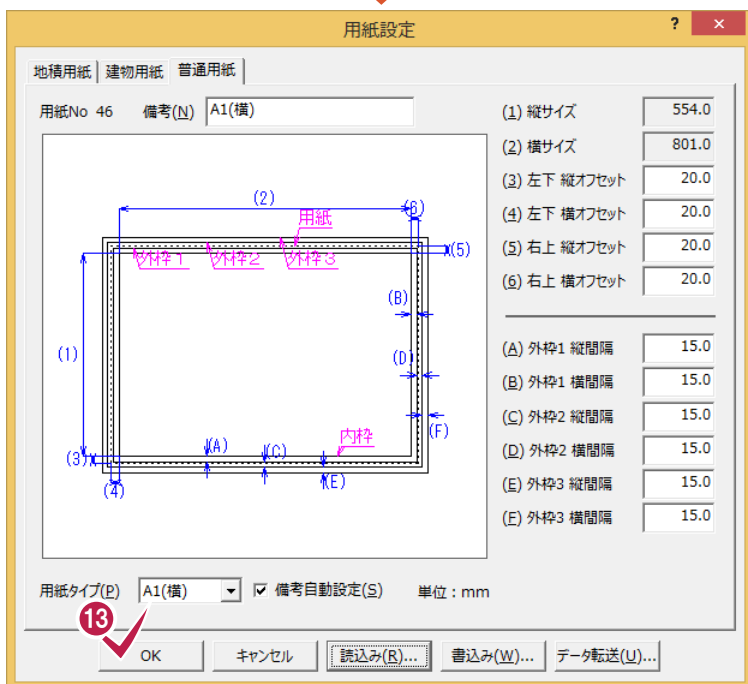 用紙設定
?
×
地積用紙 建物用紙 普通用紙
用紙No 46 備考(N) A1(横)
(1) 縦サイズ 554.0
(2) 横サイズ 801.0
(3) 左下 縦オフセット 20.0
(4) 左下 横オフセット 20.0
(5) 右上 縦オフセット 20.0
(6) 右上 横オフセット 20.0
(A) 外枠1 縦間隔 15.0
(B) 外枠1 横間隔 15.0
(C) 外枠2 縦間隔 15.0
(D) 外枠2 横間隔 15.0
(E) 外枠3 縦間隔 15.0
(F) 外枠3 横間隔 15.0
(2)
(6)
用紙
外枠1 外枠2 外枠3
(5)
(B)
(1)
(D)
内枠
(F)
(A)
(C)
(3)
(E)
(4)
用紙タイプ(P) A1(横) 備考自動設定(S) 単位:mm
13
OK キャンセル 読込み(R)... 書込み(W)... データ転送(U)...